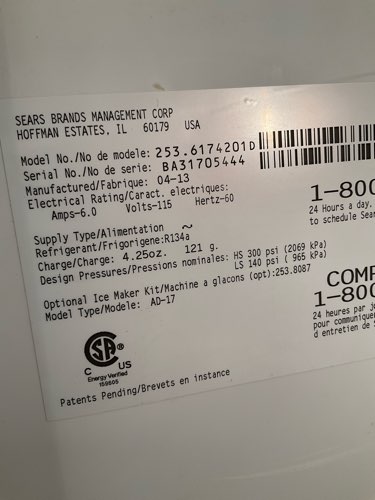 SEARS BRANDS MANAGEMENT CORP
HOFFMAN ESTATES, IL 60179 USA
Model No./No de modele: 253.6174201D
Serial No./No de serie: BA31705444
Manufactured/Fabrique: 04-13
Electrical Rating/Caract. electriques:
Amps-6.0 Volts-115 Hertz-60
Supply Type/Alimentation ~
Refrigerant/Frigorigene:R134a
Charge/Charge: 4.25oz. 121 g.
Design Pressures/Pressions nominales: HS 300 psi (2069 kPa)
LS 140 psi ( 965 kPa)
Optional Ice Maker Kit/Machine a glacons (opt):253.8087
Model Type/Modele: AD-17
C SA ® US
Energy Verified
159605
Patents Pending/Brevets en instance
1-800
24 Hours a day.
to schedule Sea
COMP
1-800
24 heures par
pour communique
d entretien de